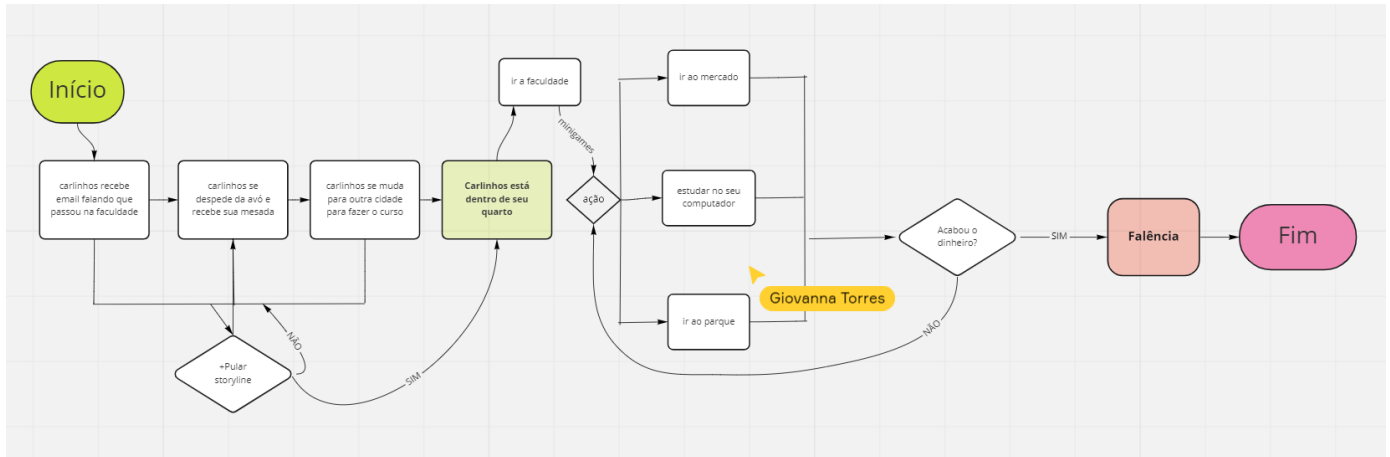 Início
carlinhos recebe
email falando que
passou na faculdade
carlinhos se
despede da avó e
recebe sua mesada
carlinhos se muda
para outra cidade
para fazer o curso
Carlinhos está
dentro de seu
quarto
+Pular
storyline
NÃO
SIM
ir a faculdade
minigames
ação
ir ao mercado
estudar no seu
computador
ir ao parque
Giovanna Torres
Acabou o
dinheiro?
NÃO
SIM
Falência
Fim